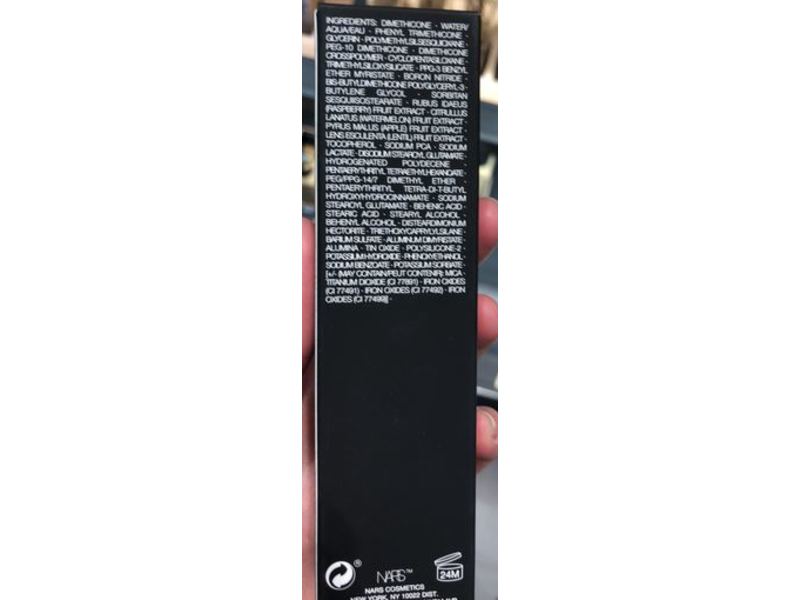 INGREDIENTS: DIMETHICONE · WATER/
AQUA/EAU · PHENYL TRIMETHICONE ·
GLYCERIN · POLYMETHYLSILSESQUIOXANE ·
PEG-10 DIMETHICONE · DIMETHICONE
CROSSPOLYMER · CYCLOPENTASILOXANE ·
TRIMETHYLSILOXYSILICATE · PPG-3 BENZYL
ETHER MYRISTATE · BORON NITRIDE ·
BIS-BUTYLDIMETHICONE POLYGLYCERYL-3 ·
BUTYLENE GLYCOL · SORBITAN
SESQUIISOSTEARATE · RUBUS IDAEUS
(RASPBERRY) FRUIT EXTRACT · CITRULLUS
LANATUS (WATERMELON) FRUIT EXTRACT ·
PYRUS MALUS (APPLE) FRUIT EXTRACT ·
LENS ESCULENTA (LENTIL) FRUIT EXTRACT ·
TOCOPHEROL · SODIUM PCA · SODIUM
LACTATE · DISODIUM STEAROYL GLUTAMATE ·
HYDROGENATED POLYDECENE ·
PENTAERYTHRITYL TETRAETHYLHEXANOATE ·
PEG/PPG-14/7 DIMETHYL ETHER ·
PENTAERYTHRITYL TETRA-DI-T-BUTYL
HYDROXYHYDROCINNAMATE · SODIUM
STEAROYL GLUTAMATE · BEHENIC ACID ·
STEARIC ACID · STEARYL ALCOHOL ·
BEHENYL ALCOHOL · DISTEARDIMONIUM
HECTORITE · TRIETHOXYCAPRYLYLSILANE ·
BARIUM SULFATE · ALUMINUM DIMYRISTATE ·
ALUMINA · TIN OXIDE · POLYSILICONE-2 ·
POTASSIUM HYDROXIDE · PHENOXYETHANOL ·
SODIUM BENZOATE · POTASSIUM SORBATE ·
[+/- (MAY CONTAIN/PEUT CONTENIR): MICA ·
TITANIUM DIOXIDE (CI 77891) · IRON OXIDES
(CI 77491) · IRON OXIDES (CI 77492) · IRON
OXIDES (CI 77499)] ·
®
NARS™
24M
NARS COSMETICS
NEW YORK, NY 10022 DIST.